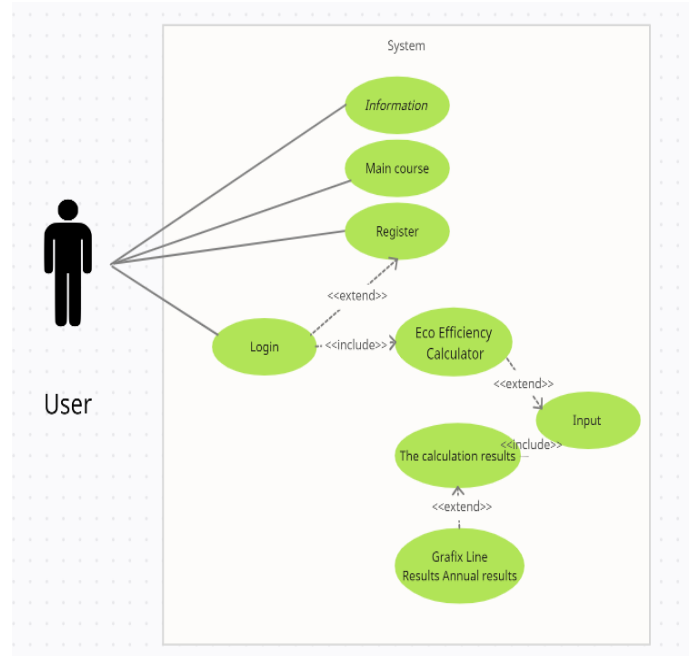 System
Information
Main course
Register
<<extend>>
Login
<<include>>
Eco Efficiency
Calculator
<<extend>>
User
Input
<<include>>
The calculation results
<<extend>>
Grafix Line
Results Annual results